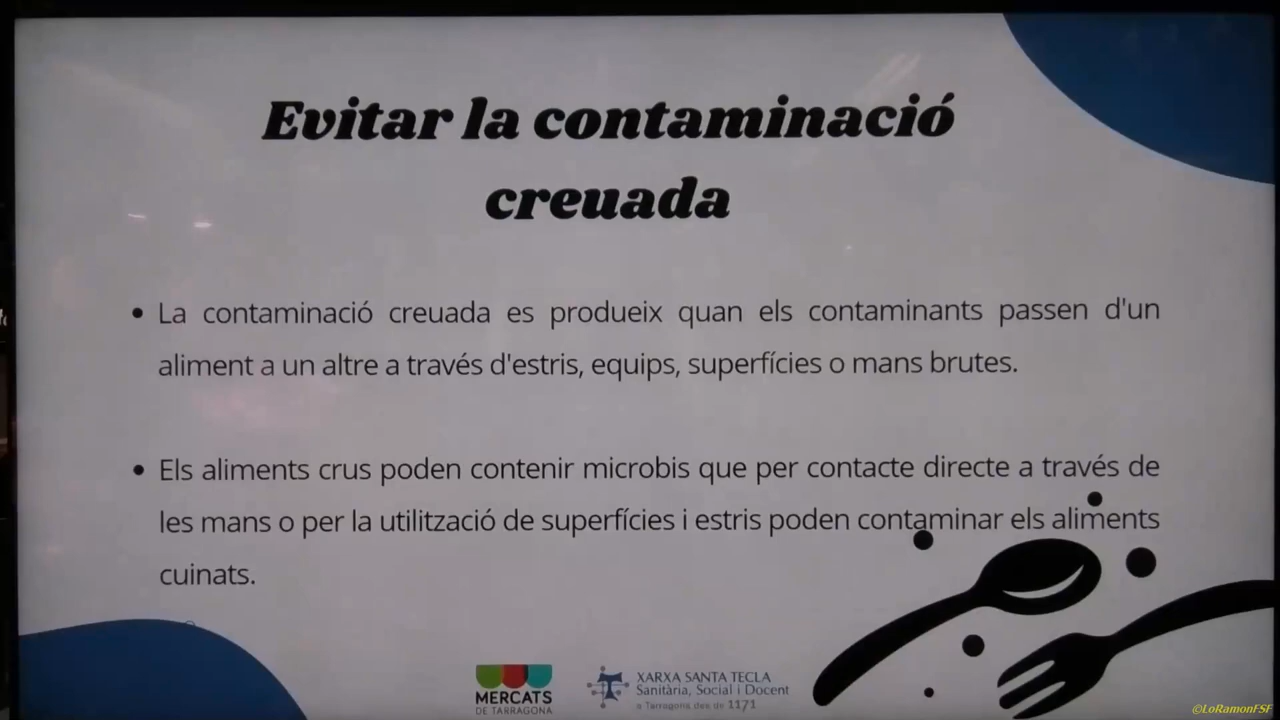 Evitar la contaminació
creuada
La contaminació creuada es produeix quan els contaminants passen d'un
aliment a un altre a través d'estris, equips, superfícies o mans brutes.
Els aliments crus poden contenir microbis que per contacte directe a través de
les mans o per la utilització de superfícies i estris poden contaminar els aliments
cuinats.
MERCATS
DE TARRAGONA
XARXA SANTA TECLA
Sanitària, Social i Docent
a Tarragona des de 1171
©LoRamonFSF